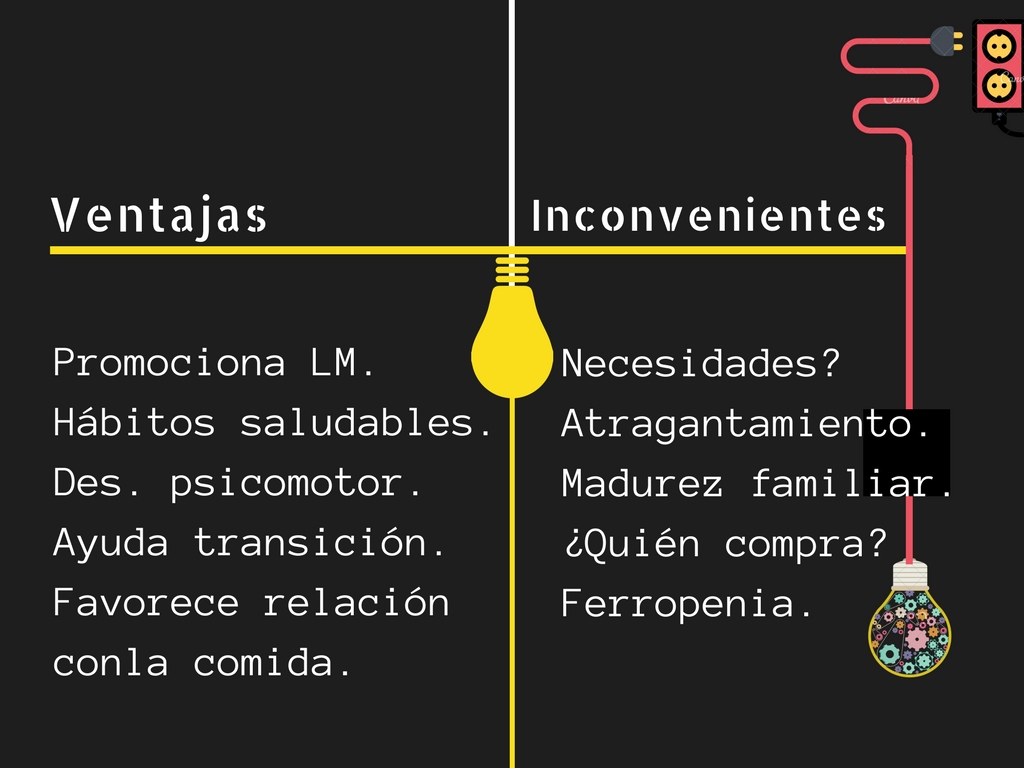 Ventajas
Inconvenientes
Promociona LM.
Hábitos saludables.
Des. psicomotor.
Ayuda transición.
Favorece relación
conla comida.
Necesidades?
Atragantamiento.
Madurez familiar.
¿Quién compra?
Ferropenia.
Canva